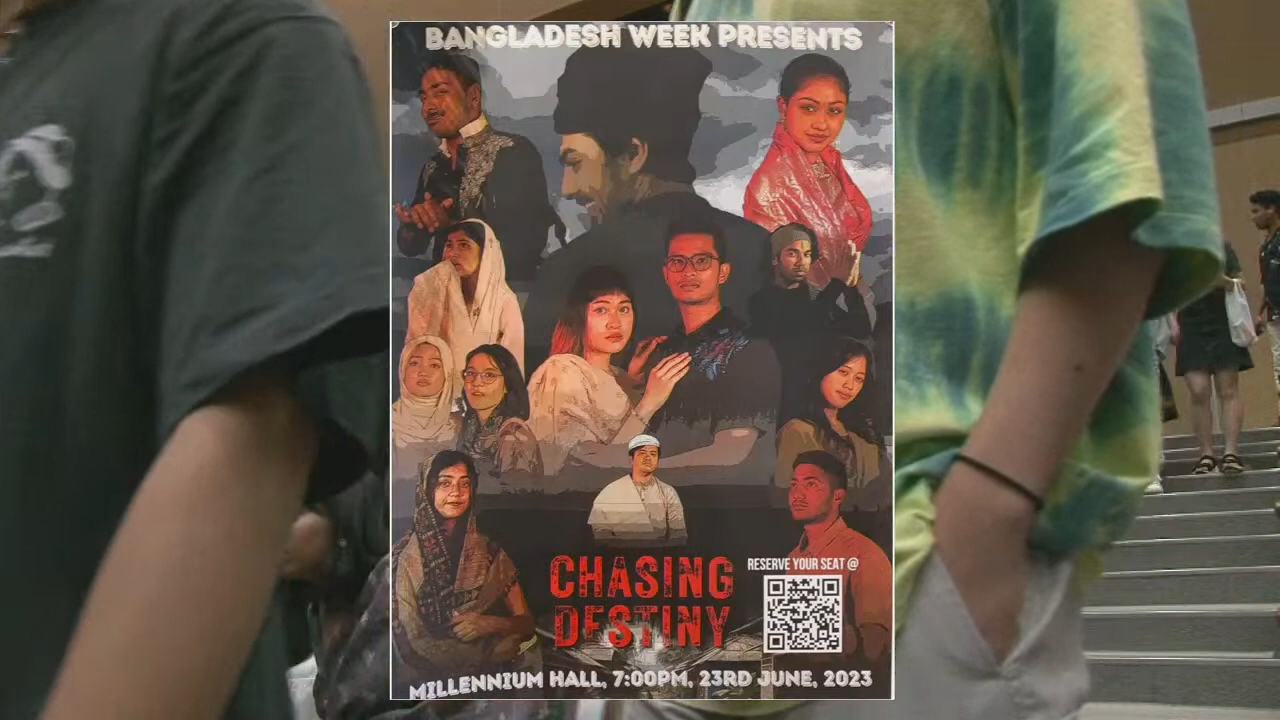 BANGLADESH WEEK PRESENTS
CHASING
DESTINY
RESERVE YOUR SEAT @
MILLENNIUM HALL, 7:00PM, 23RD JUNE, 2023